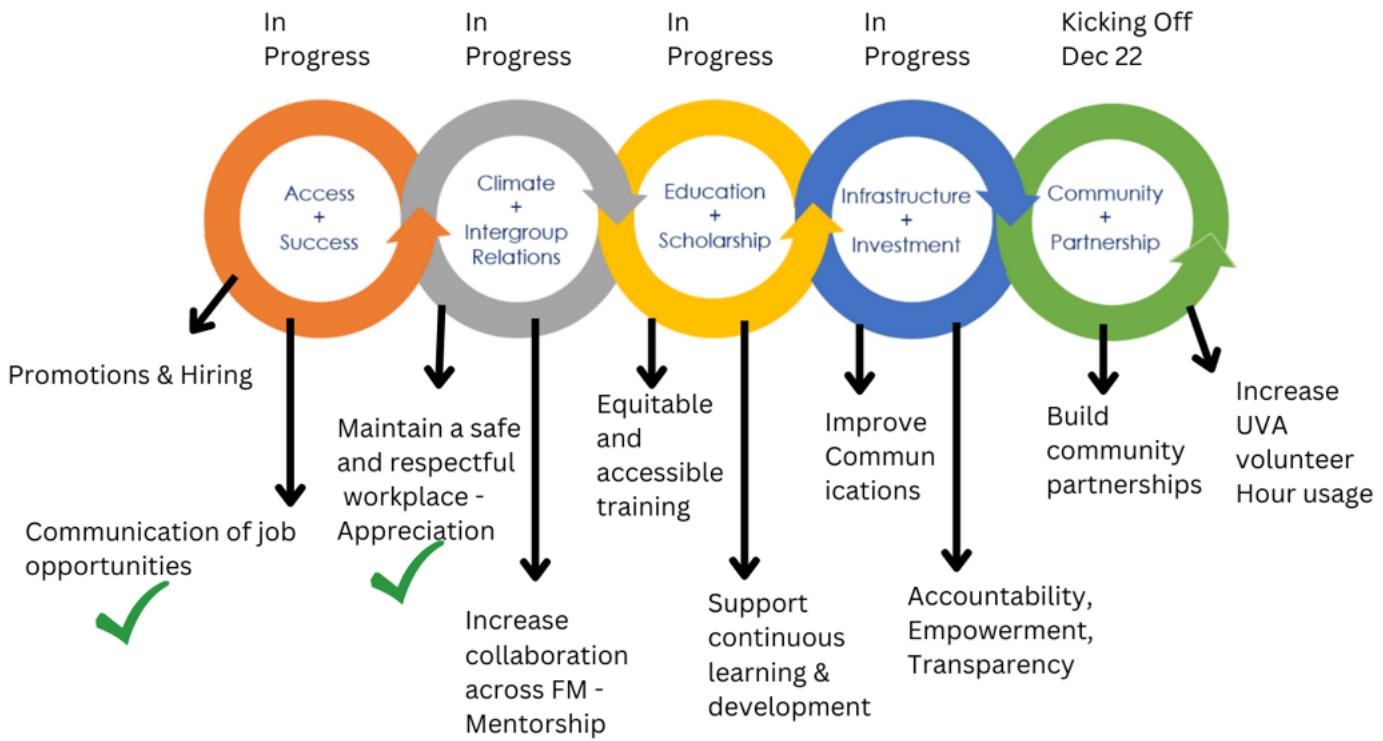 In
Progress
In
Progress
In
Progress
In
Progress
Kicking Off
Dec 22
Access
+
Success
Climate
+
Intergroup
Relations
Education
+
Scholarship
Infrastructure
+
Investment
Community
+
Partnership
Promotions & Hiring
Communication of job
opportunities
Maintain a safe
and respectful
workplace -
Appreciation
Increase
collaboration
across FM -
Mentorship
Equitable
and
accessible
training
Support
continuous
learning &
development
Improve
Commun
ications
Accountability,
Empowerment,
Transparency
Build
community
partnerships
Increase
UVA
volunteer
Hour usage